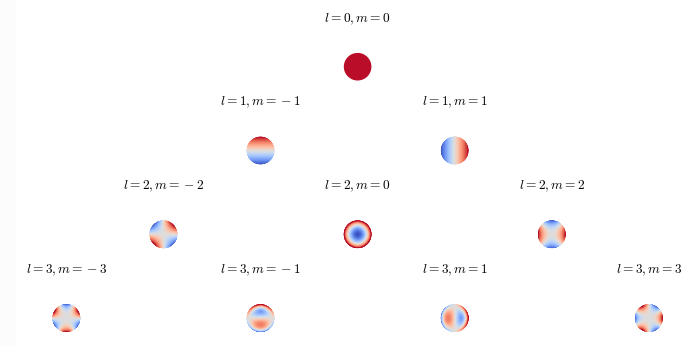 l = 0, m = 0
l = 1, m = − 1 l = 1, m = 1
l = 2, m = − 2 l = 2, m = 0 l = 2, m = 2
l = 3, m = − 3 l = 3, m = − 1 l = 3, m = 1 l = 3, m = 3